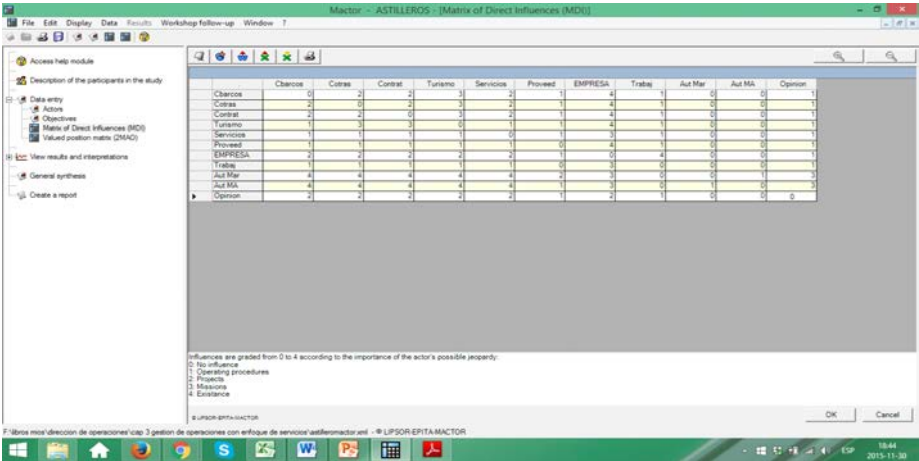 Mactor - ASTILLEROS - [Matrix of Direct Influences (MDI)]
File Edit Display Data Results Workshop follow-up Window ?
Access help module
Description of the participants in the study
Data entry
Actors
Objectives
Matrix of Direct Influences (MDI)
Valued position matrix (2MAO)
View results and interpretations
General synthesis
Create a report
Cbarcos Cotras Contrat Turismo Servicios Proveed EMPRESA Trabaj Aut Mar Aut MA Opinion
Cbarcos 0 2 2 3 2 1 4 1 0 0 1
Cotras 2 0 2 3 2 1 4 1 0 0 1
Contrat 2 2 0 3 2 1 4 1 0 0 1
Turismo 1 3 3 0 1 1 4 1 0 0 1
Servicios 1 1 1 1 0 1 3 1 0 0 1
Proveed 1 1 1 1 1 0 4 1 0 0 1
EMPRESA 2 2 2 2 2 1 0 4 0 0 1
Trabaj 1 1 1 1 1 0 3 0 0 0 1
Aut Mar 4 4 4 4 4 2 3 0 0 1 3
Aut MA 4 4 4 4 4 1 3 0 1 0 3
Opinion 2 2 2 2 2 1 2 1 0 0 0
Influences are graded from 0 to 4 according to the importance of the actor's possible jeopardy:
0: No influence
1: Operating procedures
2: Projects
3: Missions
4: Existance
© LIPSOR-EPITA-MACTOR
OK Cancel
F:\libros mios\direccion de operaciones\cap 3 gestion de operaciones con enfoque de servicios\astilleromactor.xml - © LIPSOR-EPITA-MACTOR
ESP
18:44
2015-11-30